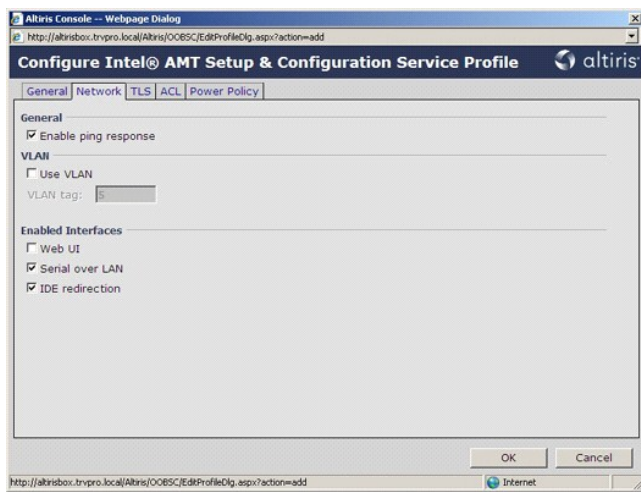 Altiris Console -- Webpage Dialog
http://altirisbox.trvpro.local/Altiris/OOBSC/EditProfileDlg.aspx?action=add
Configure Intel® AMT Setup & Configuration Service Profile
altiris
General Network TLS ACL Power Policy
General
Enable ping response
VLAN
Use VLAN
VLAN tag: 5
Enabled Interfaces
Web UI
Serial over LAN
IDE redirection
OK Cancel
http://altirisbox.trvpro.local/Altiris/OOBSC/EditProfileDlg.aspx?action=add Internet